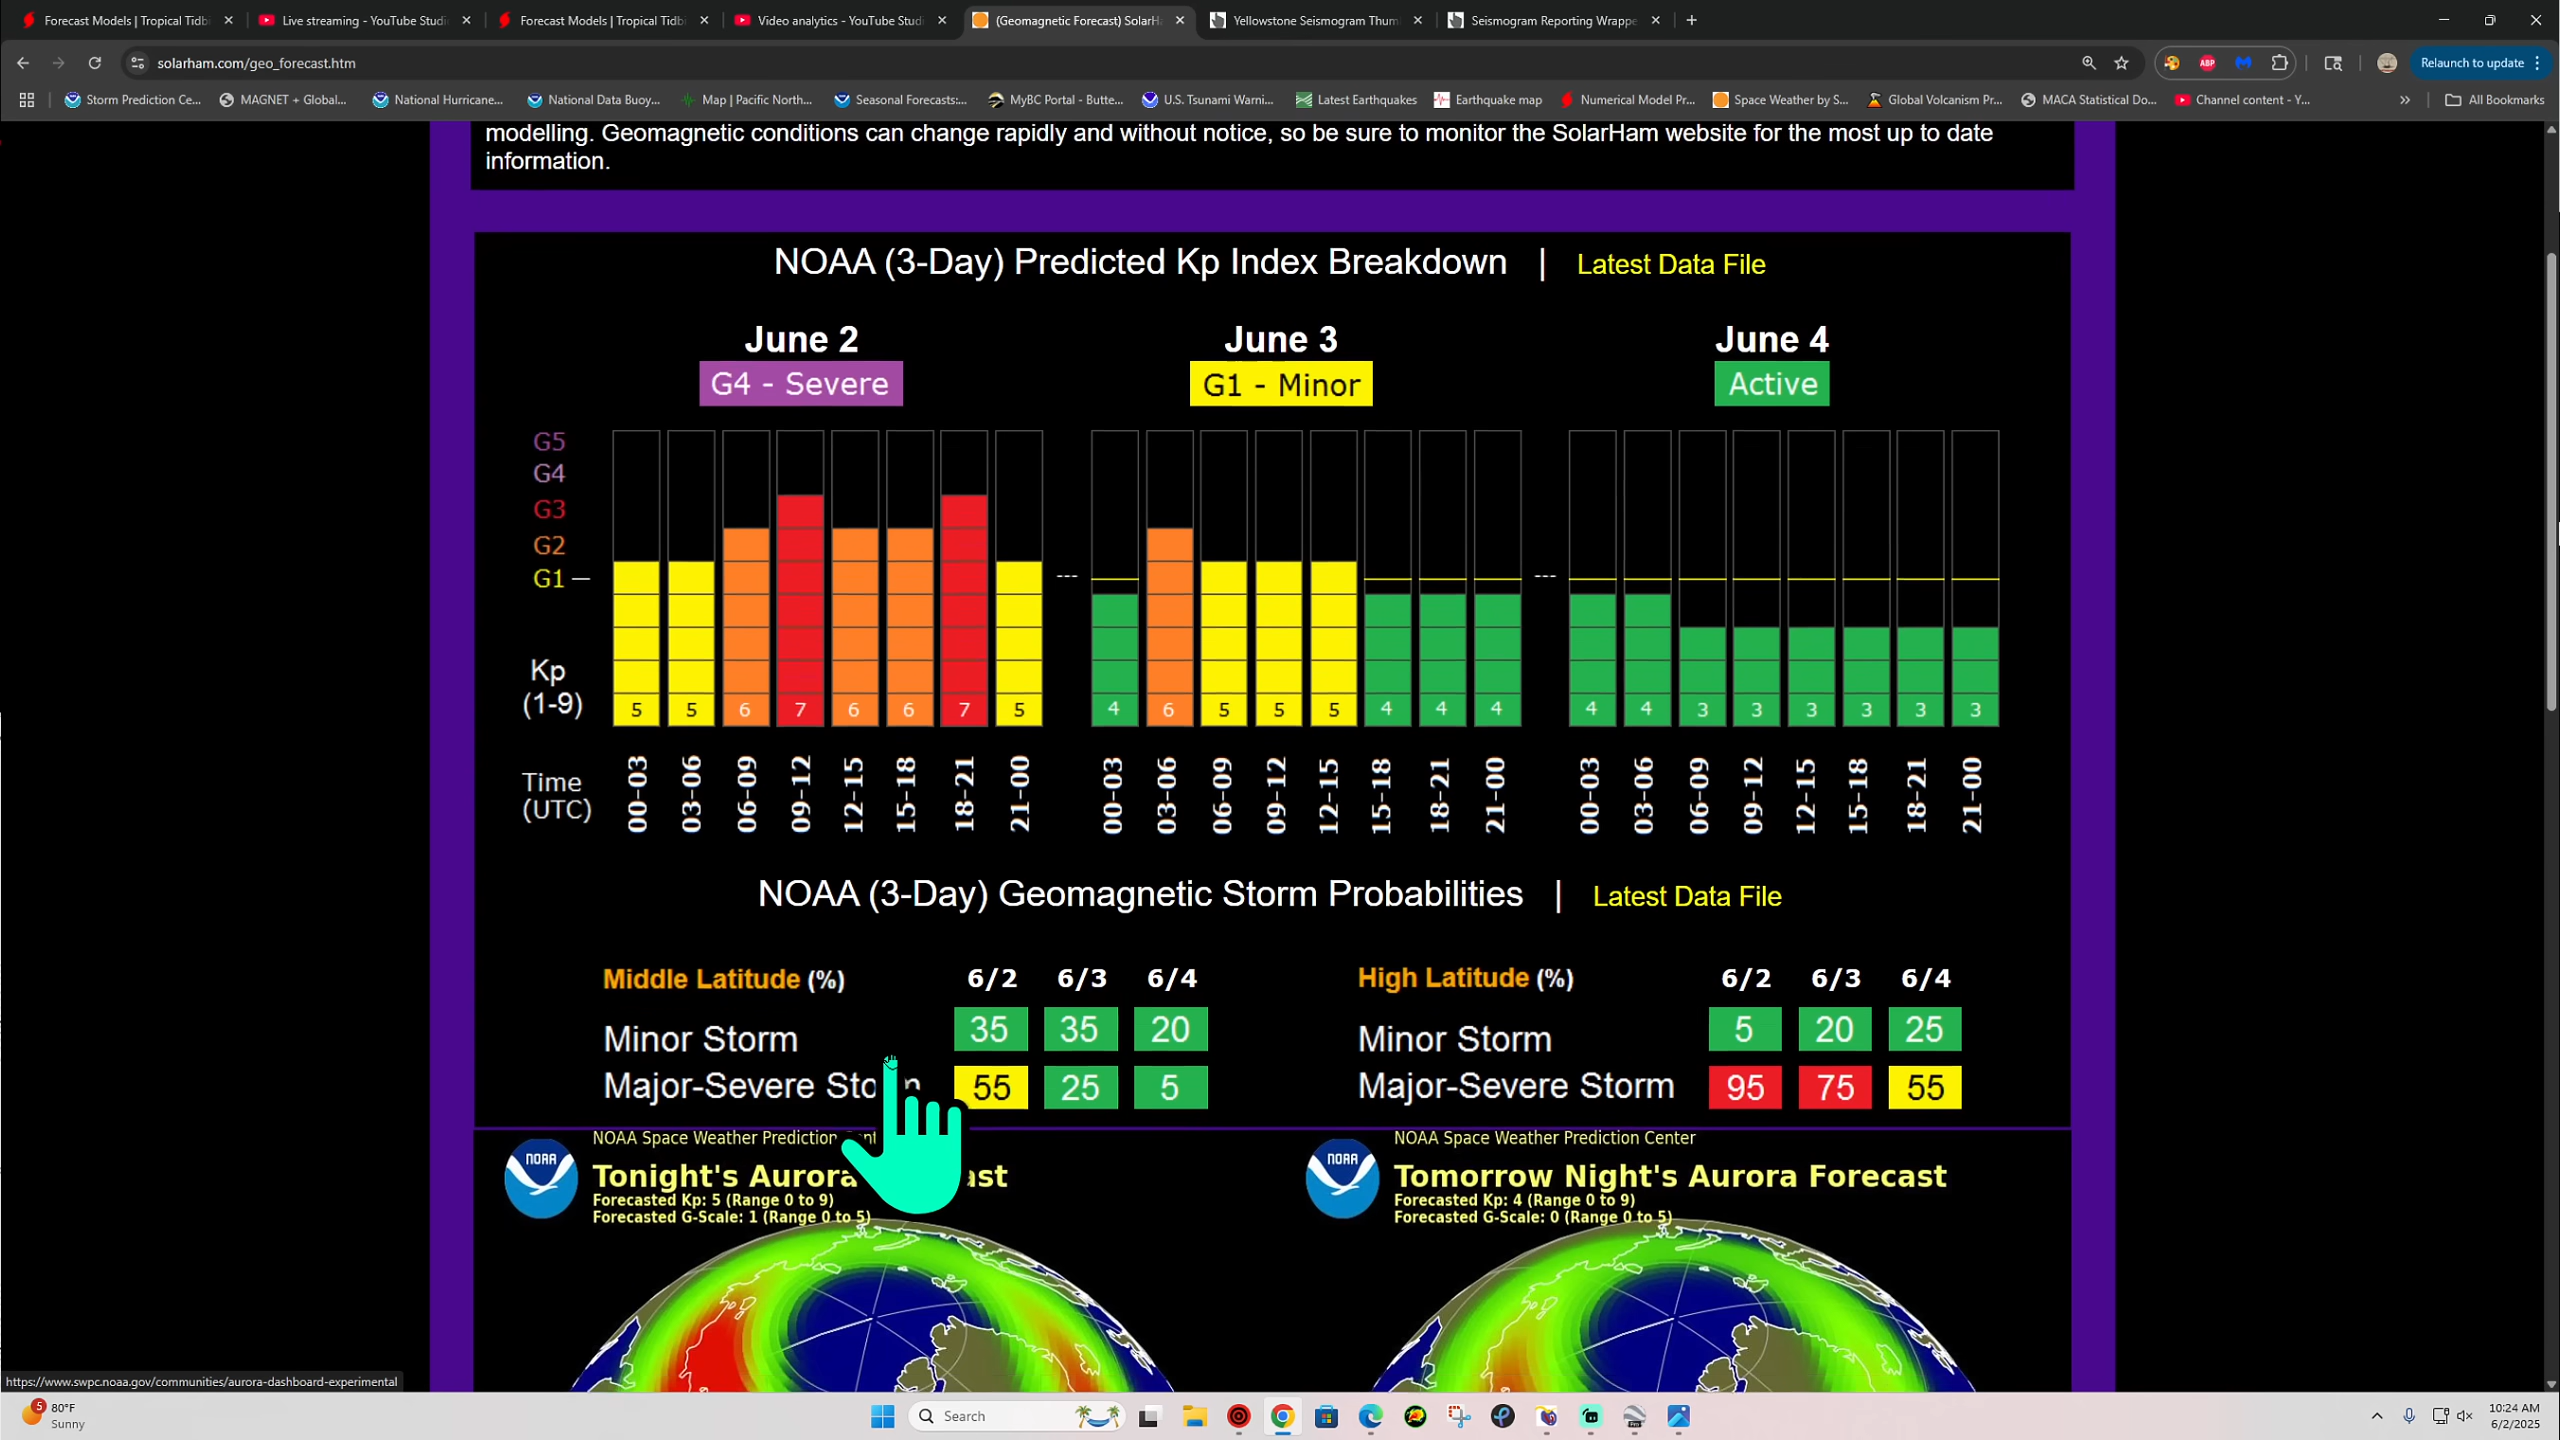 Forecast Models | Tropical Tidbi
Live streaming - YouTube Studi
Forecast Models | Tropical Tidbi
Video analytics - YouTube Studi
(Geomagnetic Forecast) SolarH
Yellowstone Seismogram Thum
Seismogram Reporting Wrappe
solarham.com/geo_forecast.htm
ABP
Relaunch to update
Storm Prediction Ce...
MAGNET + Global...
National Hurricane...
National Data Buoy...
Map | Pacific North...
Seasonal Forecasts:...
MyBC Portal - Butte...
U.S. Tsunami Warni...
Latest Earthquakes
Earthquake map
Numerical Model Pr...
Space Weather by S...
Global Volcanism Pr...
MACA Statistical Do...
Channel content - Y...
All Bookmarks
modelling. Geomagnetic conditions can change rapidly and without notice, so be sure to monitor the SolarHam website for the most up to date
information.
NOAA (3-Day) Predicted Kp Index Breakdown | Latest Data File
June 2 June 3 June 4
G4 - Severe G1 - Minor Active
G5
G4
G3
G2
G1
--- ---
Kp
(1-9)
5 5 6 7 6 6 7 5 4 6 5 5 5 4 4 4 4 4 3 3 3 3 3 3
Time
(UTC)
00-03 03-06 06-09 09-12 12-15 15-18 18-21 21-00 00-03 03-06 06-09 09-12 12-15 15-18 18-21 21-00 00-03 03-06 06-09 09-12 12-15 15-18 18-21 21-00
NOAA (3-Day) Geomagnetic Storm Probabilities | Latest Data File
Middle Latitude (%) 6/2 6/3 6/4
Minor Storm 35 35 20
Major-Severe Sto 55 25 5
High Latitude (%) 6/2 6/3 6/4
Minor Storm 5 20 25
Major-Severe Storm 95 75 55
NOAA
NOAA Space Weather Prediction Cent
Tonight's Aurora ast
Forecasted Kp: 5 (Range 0 to 9)
Forecasted G-Scale: 1 (Range 0 to 5)
NOAA
NOAA Space Weather Prediction Center
Tomorrow Night's Aurora Forecast
Forecasted Kp: 4 (Range 0 to 9)
Forecasted G-Scale: 0 (Range 0 to 5)
https://www.swpc.noaa.gov/communities/aurora-dashboard-experimental
5
80°F
Sunny
Search
10:24 AM
6/2/2025